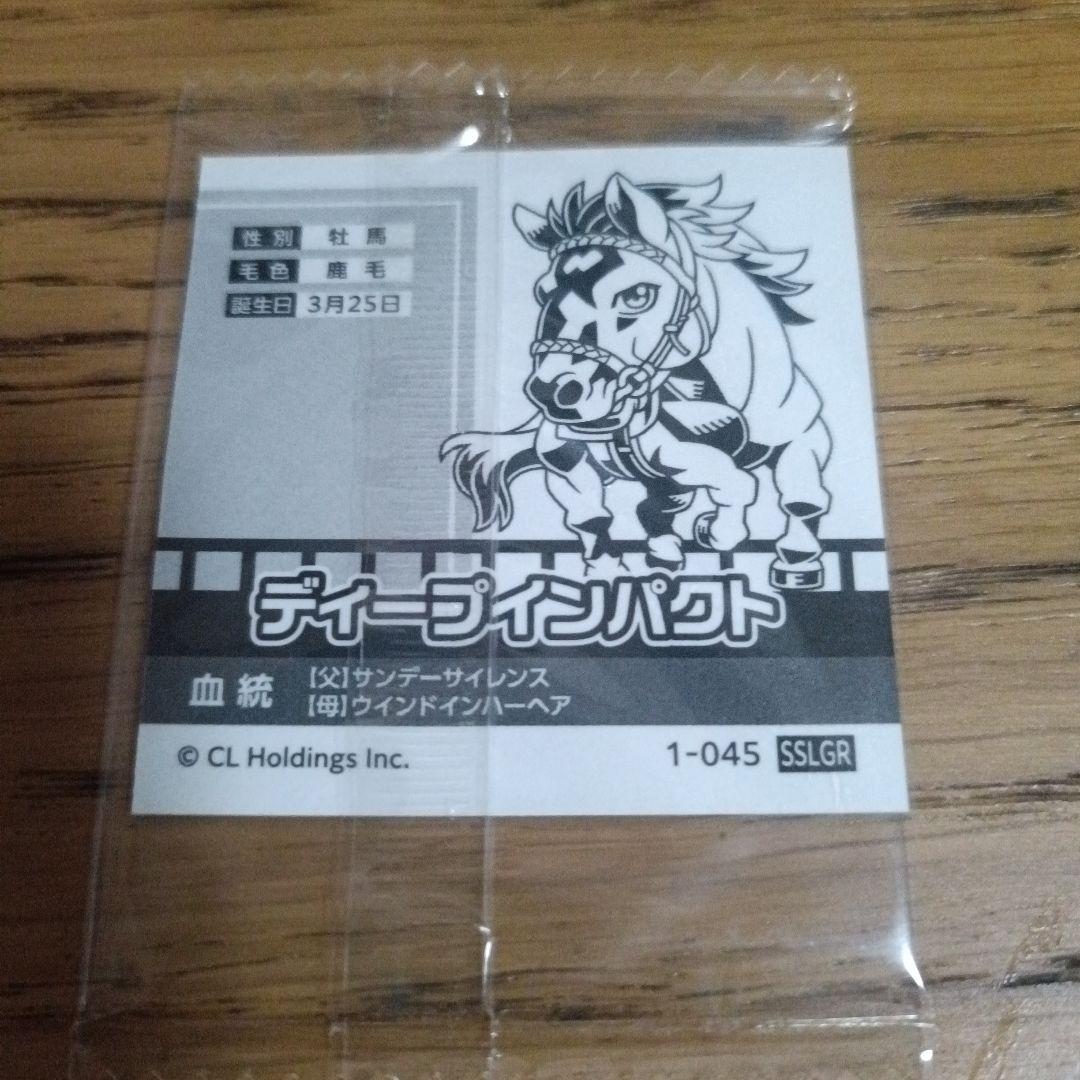 性別 牡馬
毛色 鹿毛
誕生日 3月25日
ディープインパクト
血統 【父】サンデーサイレンス
【母】ウインドインハーヘア
© CL Holdings Inc. 1-045 SSLGR